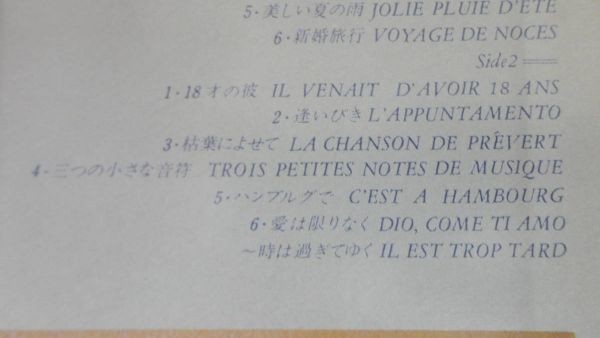 5·美しい夏の雨 JOLIE PLUIE D'ÉTÉ
6·新婚旅行 VOYAGE DE NOCES
Side2
1·18才の彼 IL VENAIT D'AVOIR 18 ANS
2·逢いびき L'APPUNTAMENTO
3·枯葉によせて LA CHANSON DE PRÉVERT
4·三つの小さな音符 TROIS PETITES NOTES DE MUSIQUE
5·ハンブルグで C'EST A HAMBOURG
6·愛は限りなく DIO, COME TI AMO
~時は過ぎてゆく IL EST TROP TARD